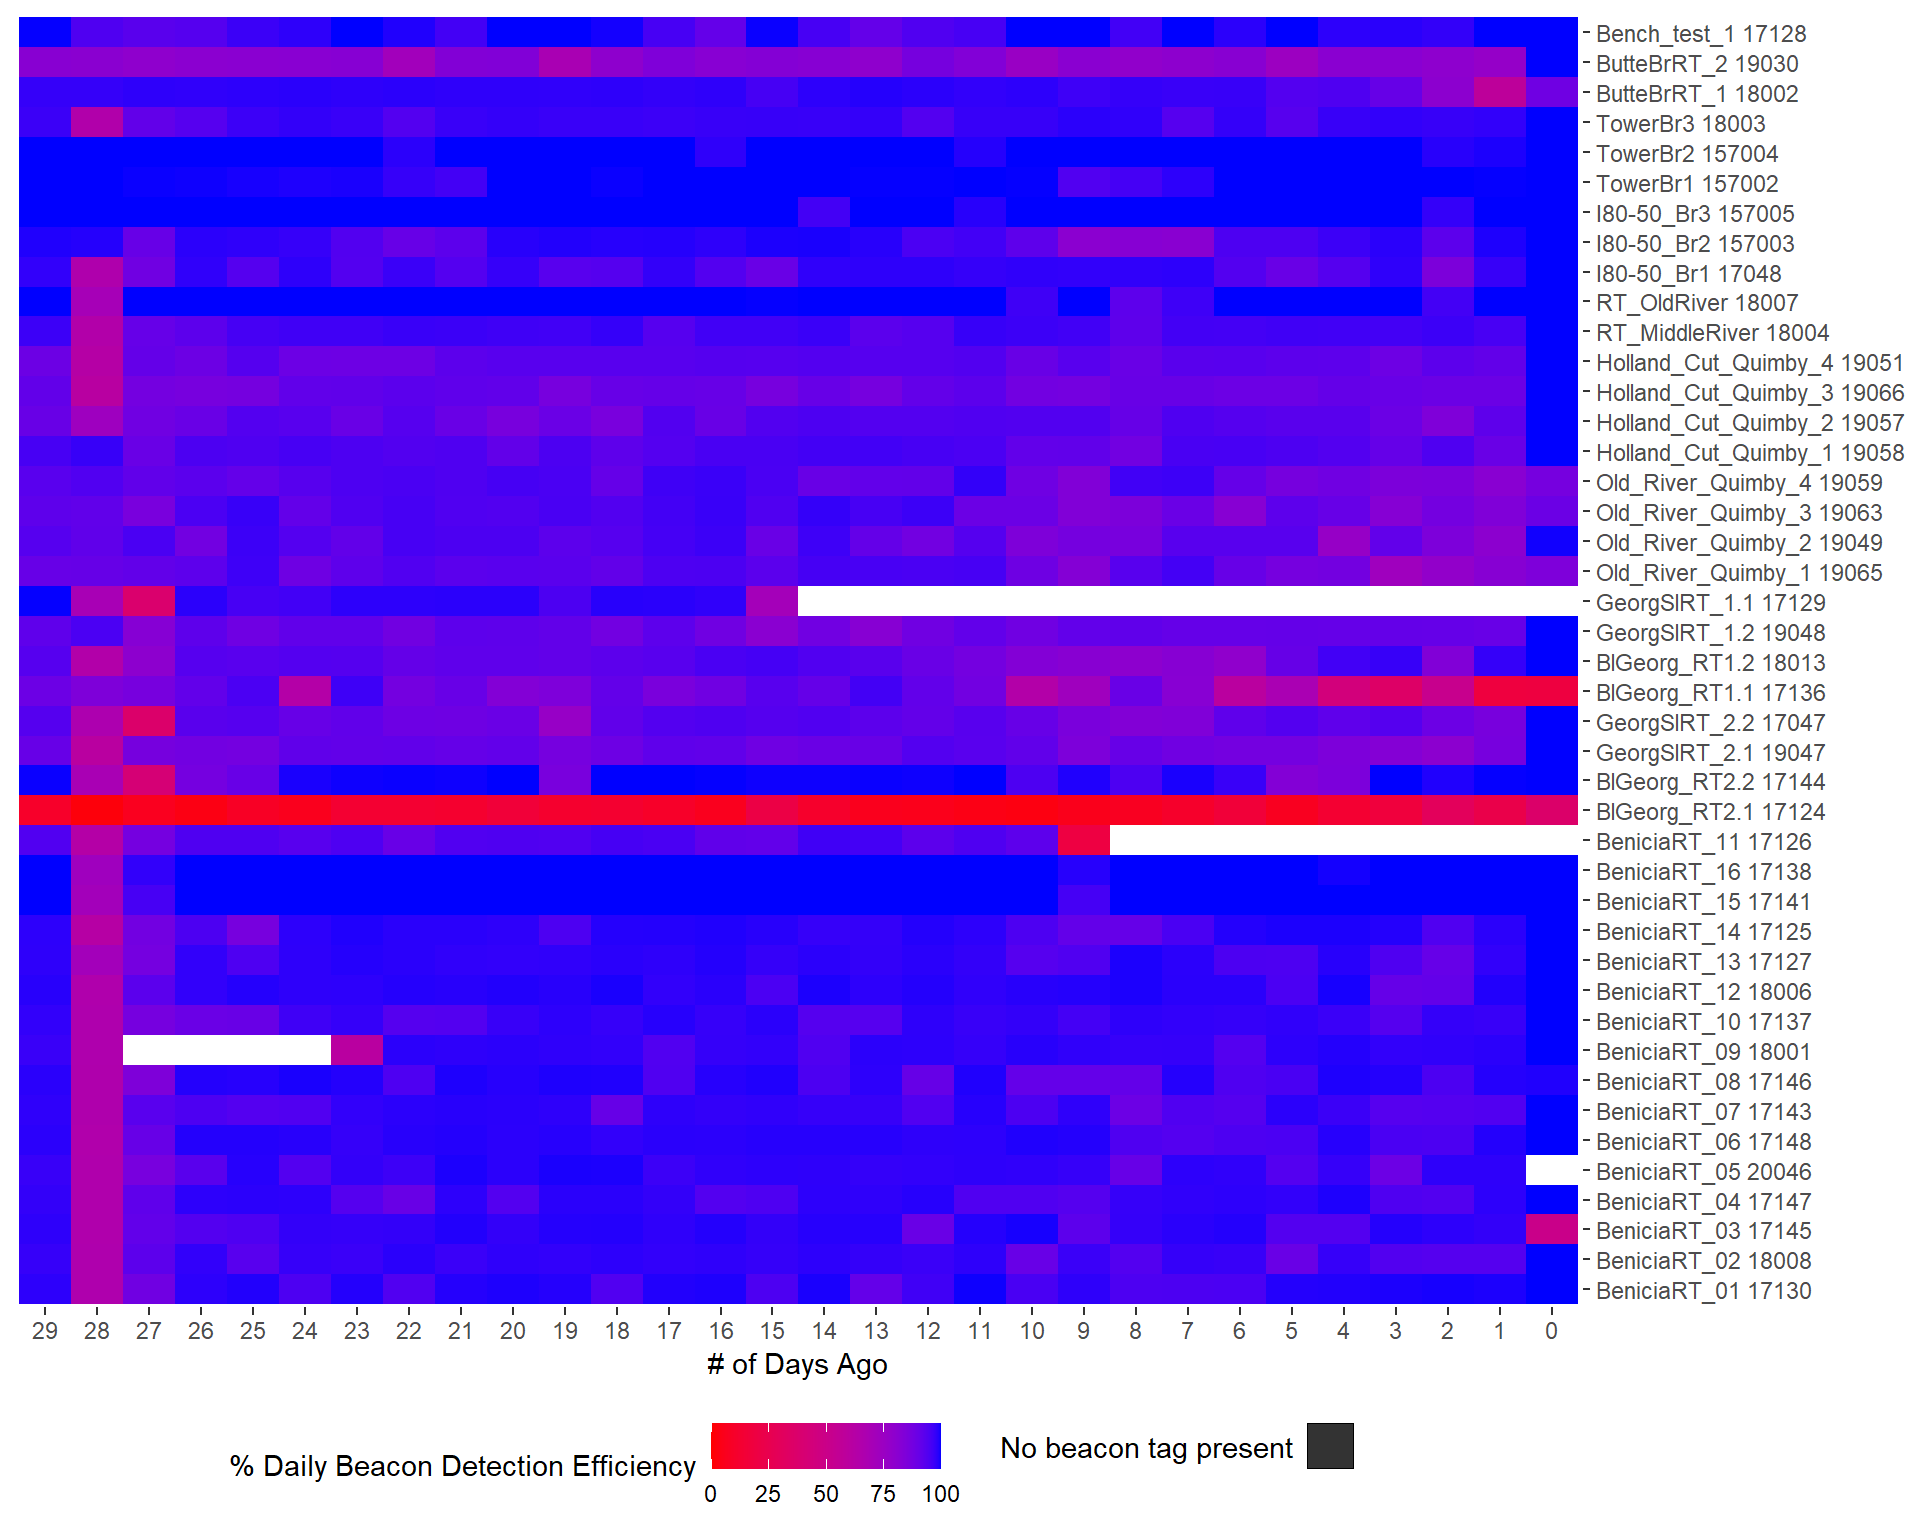 Bench_test_1 17128
ButteBrRT_2 19030
ButteBrRT_1 18002
TowerBr3 18003
TowerBr2 157004
TowerBr1 157002
I80-50_Br3 157005
I80-50_Br2 157003
I80-50_Br1 17048
RT_OldRiver 18007
RT_MiddleRiver 18004
Holland_Cut_Quimby_4 19051
Holland_Cut_Quimby_3 19066
Holland_Cut_Quimby_2 19057
Holland_Cut_Quimby_1 19058
Old_River_Quimby_4 19059
Old_River_Quimby_3 19063
Old_River_Quimby_2 19049
Old_River_Quimby_1 19065
GeorgSlRT_1.1 17129
GeorgSlRT_1.2 19048
BlGeorg_RT1.2 18013
BlGeorg_RT1.1 17136
GeorgSlRT_2.2 17047
GeorgSlRT_2.1 19047
BlGeorg_RT2.2 17144
BlGeorg_RT2.1 17124
BeniciaRT_11 17126
BeniciaRT_16 17138
BeniciaRT_15 17141
BeniciaRT_14 17125
BeniciaRT_13 17127
BeniciaRT_12 18006
BeniciaRT_10 17137
BeniciaRT_09 18001
BeniciaRT_08 17146
BeniciaRT_07 17143
BeniciaRT_06 17148
BeniciaRT_05 20046
BeniciaRT_04 17147
BeniciaRT_03 17145
BeniciaRT_02 18008
BeniciaRT_01 17130
29 28 27 26 25 24 23 22 21 20 19 18 17 16 15 14 13 12 11 10 9 8 7 6 5 4 3 2 1 0
# of Days Ago
% Daily Beacon Detection Efficiency
0 25 50 75 100
No beacon tag present